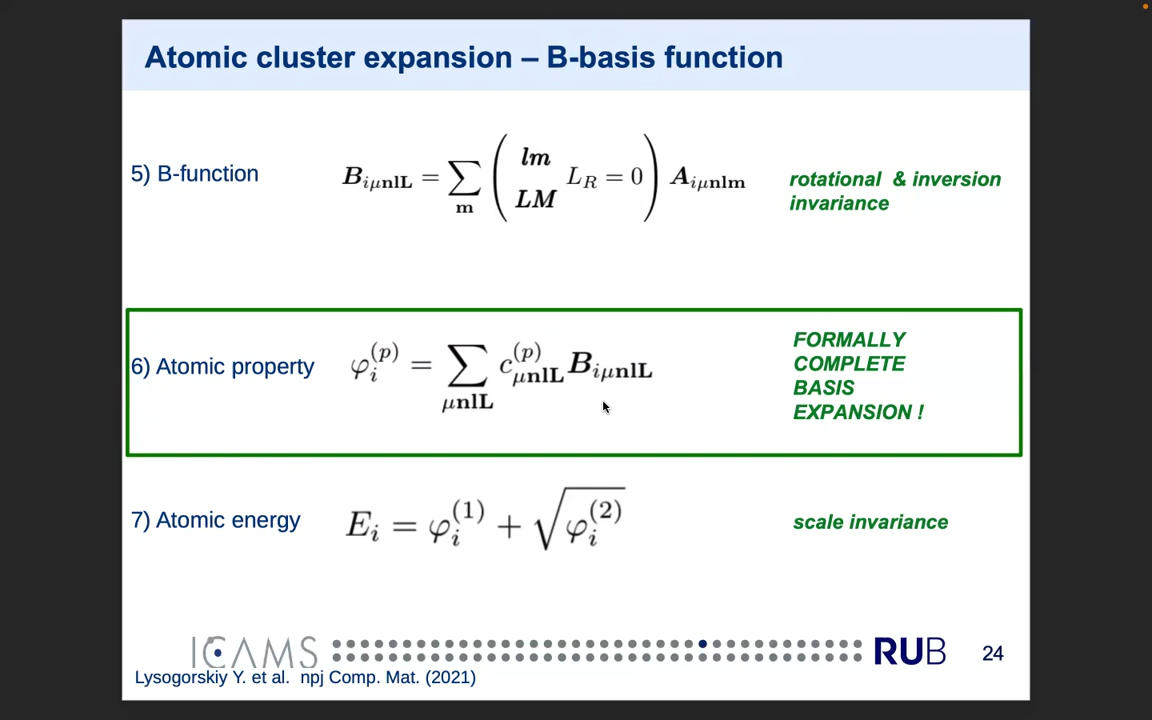 Atomic cluster expansion – B-basis function
5) B-function
B_{iμnlL} = ∑_m ( lm LM L_R = 0 ) A_{iμnlm}
rotational & inversion
invariance
6) Atomic property
φ_i^{(p)} = ∑_{μnlL} c_{μnlL}^{(p)} B_{iμnlL}
FORMALLY
COMPLETE
BASIS
EXPANSION !
7) Atomic energy
E_i = φ_i^{(1)} + √φ_i^{(2)}
scale invariance
ICAMS
RUB
24
Lysogorskiy Y. et al. npj Comp. Mat. (2021)